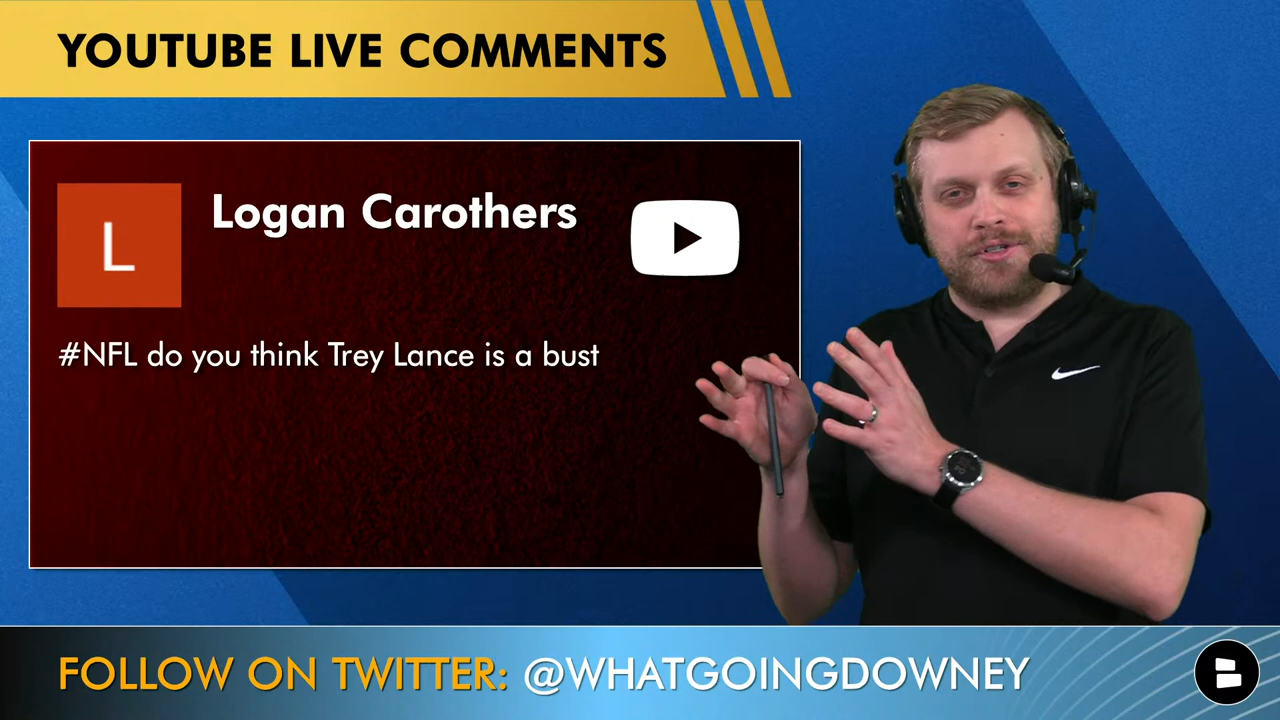 YOUTUBE LIVE COMMENTS
L
Logan Carothers
#NFL do you think Trey Lance is a bust
FOLLOW ON TWITTER: @WHATGOINGDOWNEY